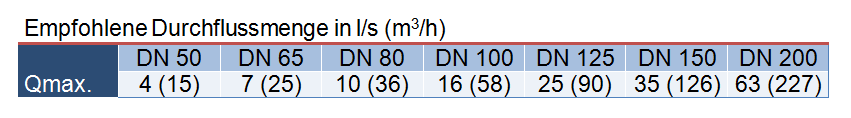 Empfohlene Durchflussmenge in l/s (m³/h)
DN 50 DN 65 DN 80 DN 100 DN 125 DN 150 DN 200
Qmax. 4 (15) 7 (25) 10 (36) 16 (58) 25 (90) 35 (126) 63 (227)